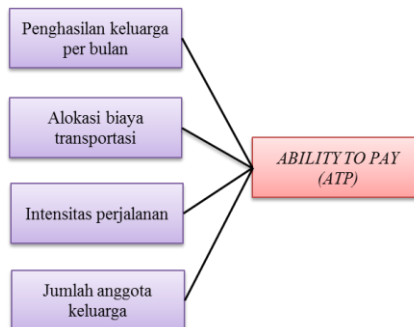 Penghasilan keluarga
per bulan
Alokasi biaya
transportasi
Intensitas perjalanan
Jumlah anggota
keluarga
ABILITY TO PAY
(ATP)